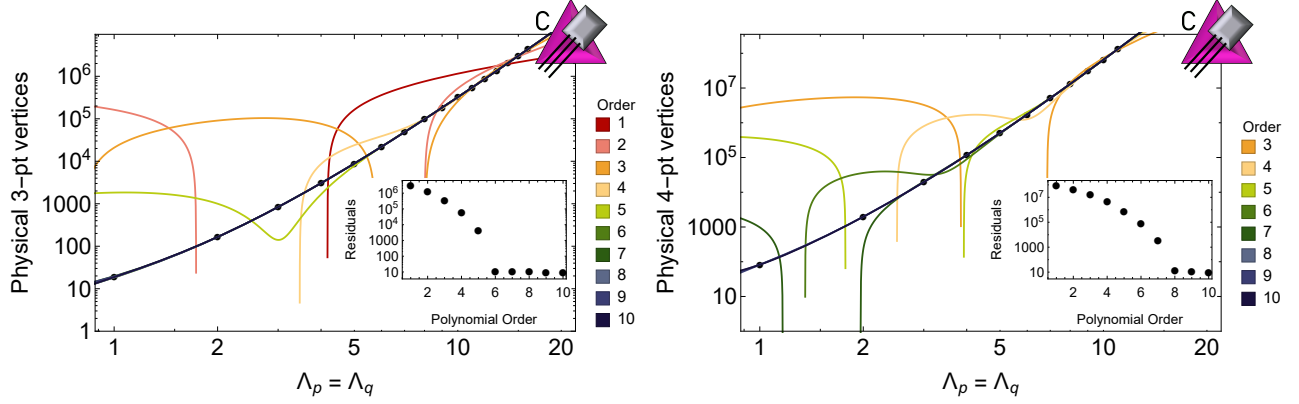 C
Physical 3-pt vertices
10⁶
10⁵
10⁴
1000
100
10
1
1 2 5 10 20
Λp = Λq
Residuals
10⁶
10⁵
10⁴
1000
100
10
2 4 6 8 10
Polynomial Order
Order
1
2
3
4
5
6
7
8
9
10
C
Physical 4-pt vertices
10⁷
10⁵
1000
10
1 2 5 10 20
Λp = Λq
Residuals
10⁷
10⁵
1000
10
2 4 6 8 10
Polynomial Order
Order
3
4
5
6
7
8
9
10